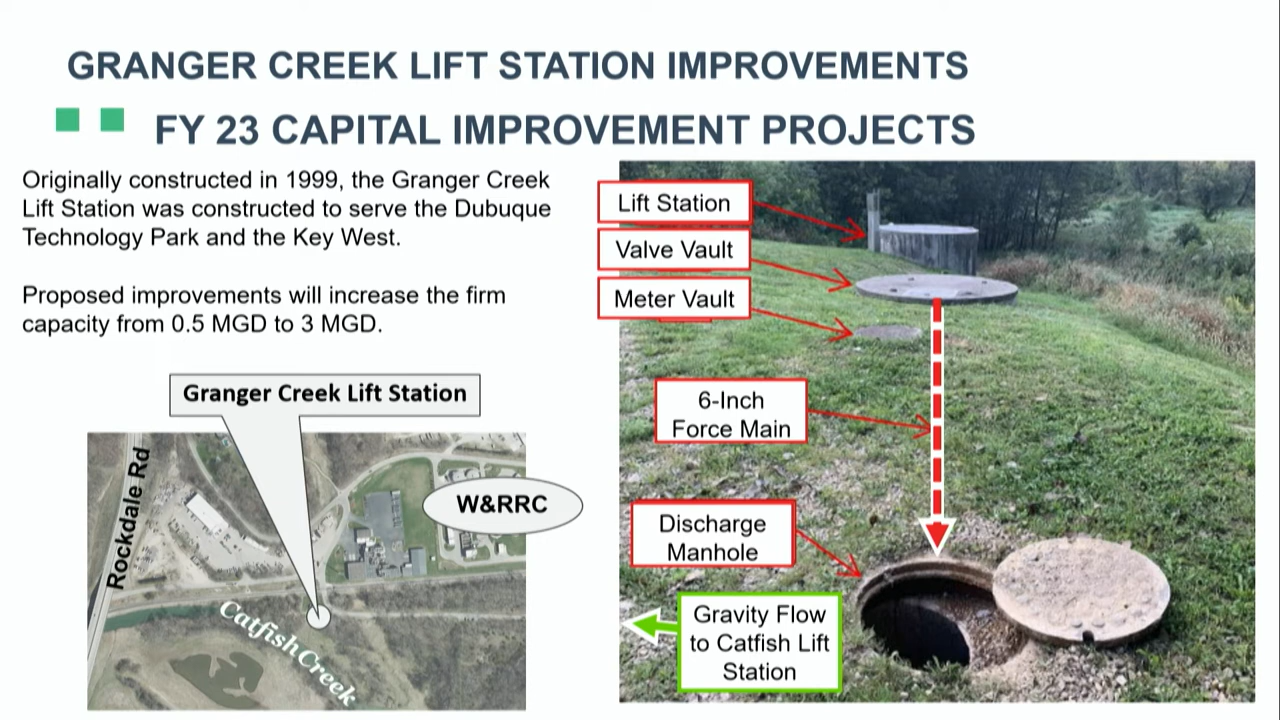 GRANGER CREEK LIFT STATION IMPROVEMENTS
FY 23 CAPITAL IMPROVEMENT PROJECTS
Originally constructed in 1999, the Granger Creek
Lift Station was constructed to serve the Dubuque
Technology Park and the Key West.
Proposed improvements will increase the firm
capacity from 0.5 MGD to 3 MGD.
Granger Creek Lift Station
Rockdale Rd
W&RRC
Catfish Creek
Lift Station
Valve Vault
Meter Vault
6-Inch
Force Main
Discharge
Manhole
Gravity Flow
to Catfish Lift
Station